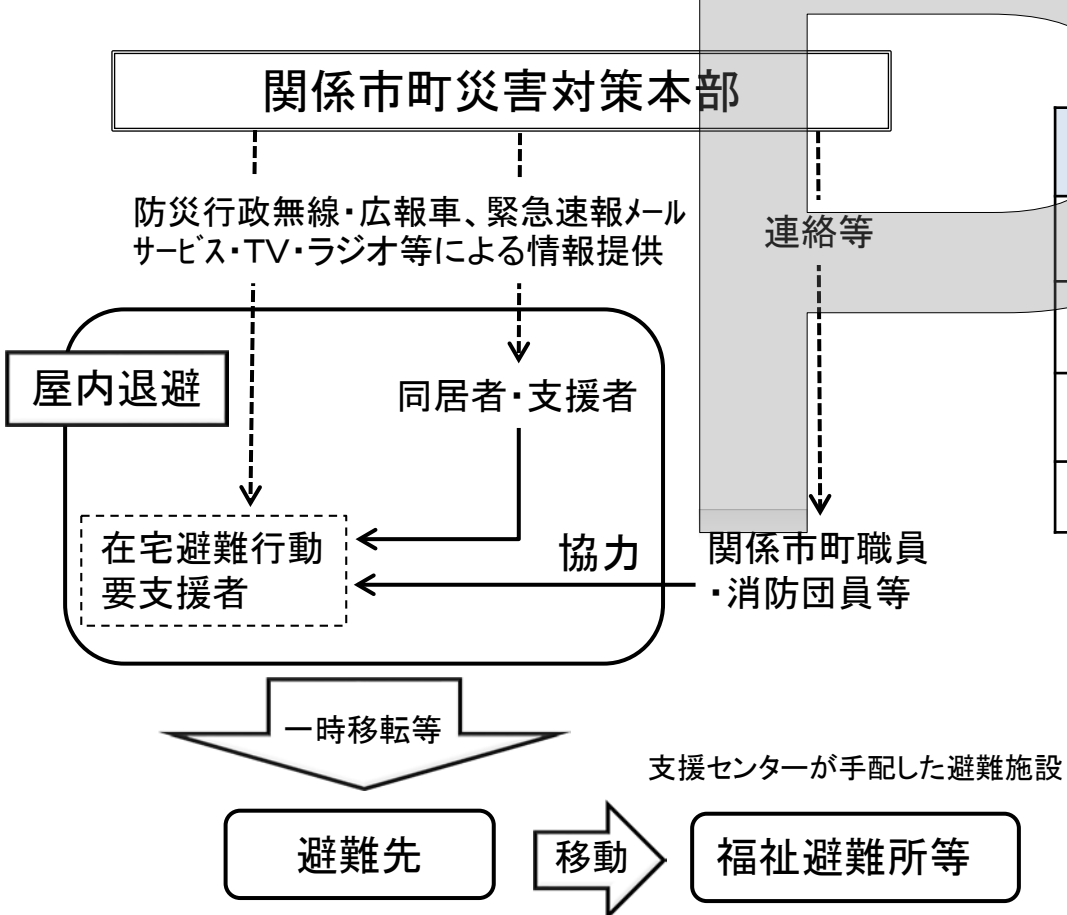 関係市町災害対策本部
防災行政無線・広報車、緊急速報メール
サービス・TV・ラジオ等による情報提供
連絡等
屋内退避
同居者・支援者
在宅避難行動
要支援者
協力
関係市町職員
・消防団員等
一時移転等
支援センターが手配した避難施設
避難先
移動
福祉避難所等